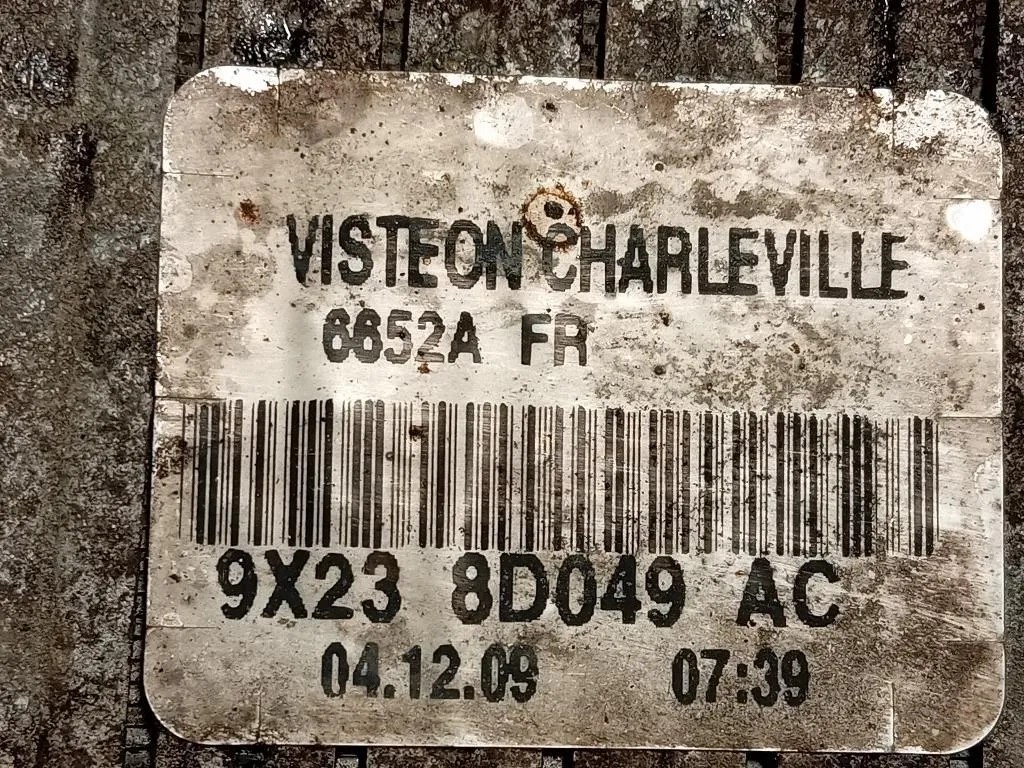 VISTEON CHARLEVILLE
6652A FR
9X23 8D049 AC
04.12.09 07:39